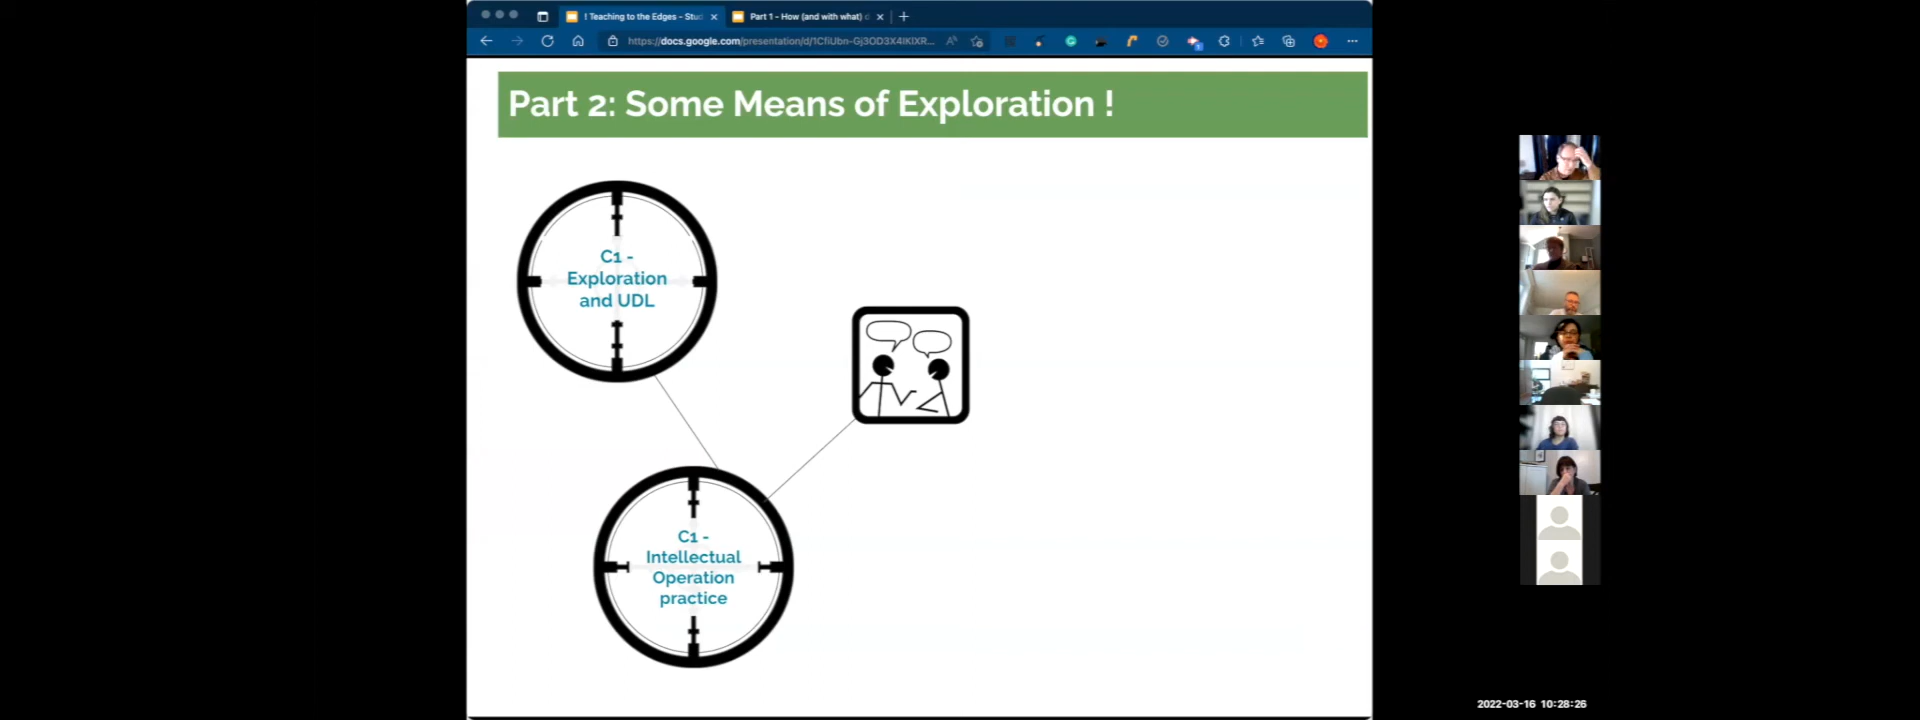 ! Teaching to the Edges - Stu
Part 1 - How (and with what)
https://docs.google.com/presentation/d/1CfiUbn-Gj3OD3X4IKIXR...
Part 2: Some Means of Exploration !
C1 -
Exploration
and UDL
C1 -
Intellectual
Operation
practice
2022-03-16 10:28:26